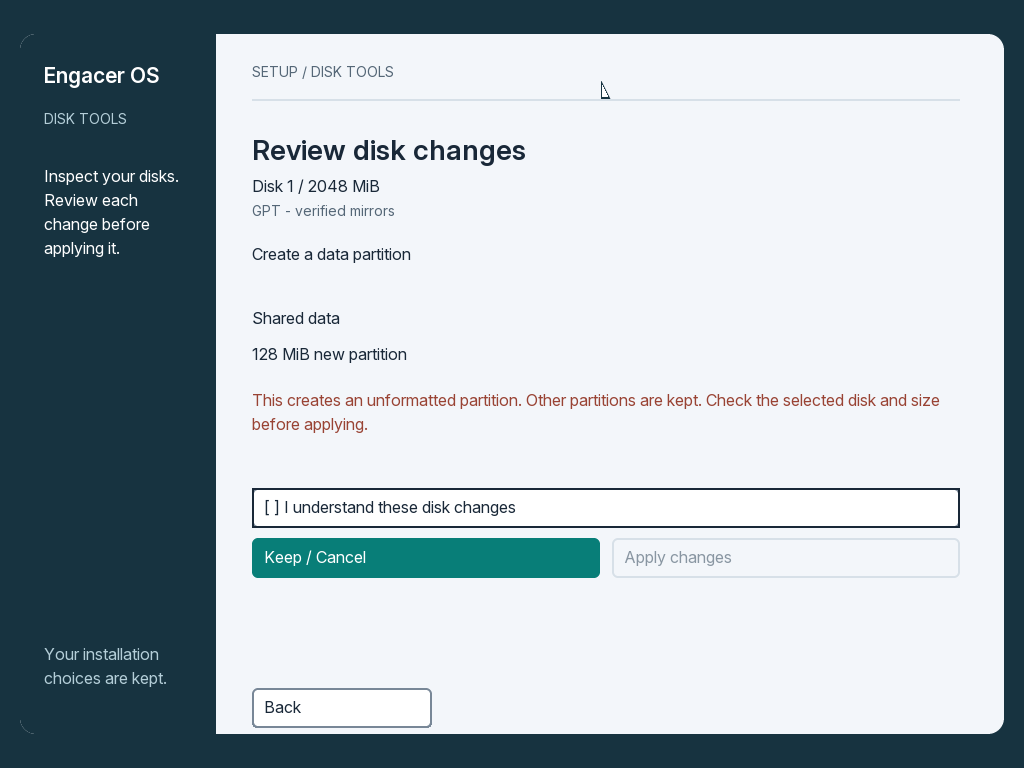 Engacer OS
DISK TOOLS
Inspect your disks.
Review each
change before
applying it.
Your installation
choices are kept.
SETUP / DISK TOOLS
Review disk changes
Disk 1 / 2048 MiB
GPT - verified mirrors
Create a data partition
Shared data
128 MiB new partition
This creates an unformatted partition. Other partitions are kept. Check the selected disk and size
before applying.
[ ] I understand these disk changes
Keep / Cancel
Apply changes
Back